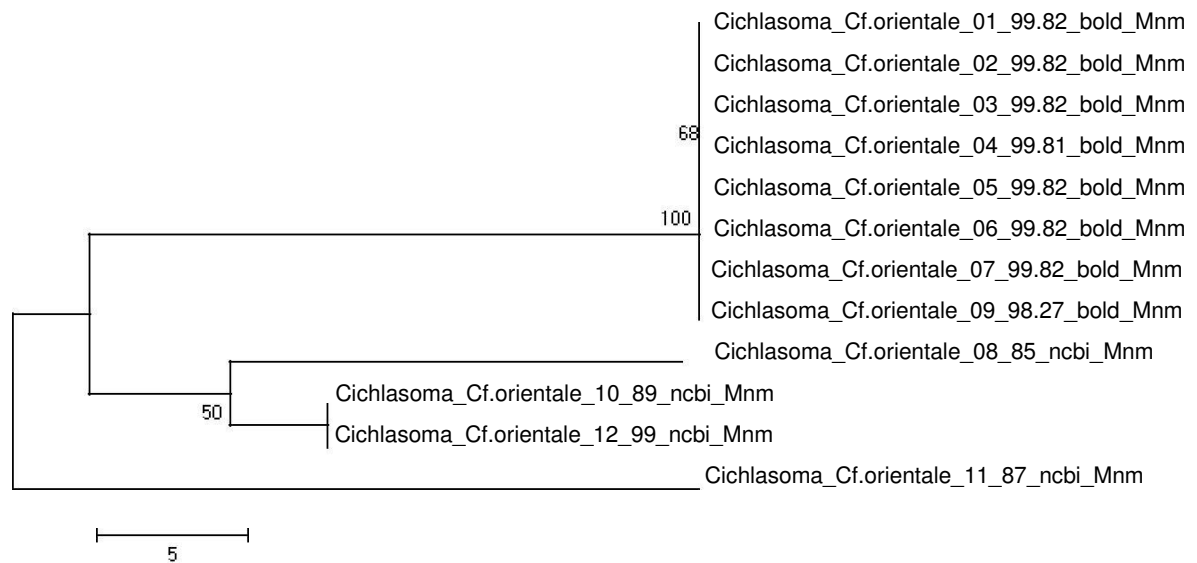 Cichlasoma_Cf.orientale_01_99.82_bold_Mnm
Cichlasoma_Cf.orientale_02_99.82_bold_Mnm
Cichlasoma_Cf.orientale_03_99.82_bold_Mnm
68
Cichlasoma_Cf.orientale_04_99.81_bold_Mnm
Cichlasoma_Cf.orientale_05_99.82_bold_Mnm
100
Cichlasoma_Cf.orientale_06_99.82_bold_Mnm
Cichlasoma_Cf.orientale_07_99.82_bold_Mnm
Cichlasoma_Cf.orientale_09_98.27_bold_Mnm
Cichlasoma_Cf.orientale_08_85_ncbi_Mnm
Cichlasoma_Cf.orientale_10_89_ncbi_Mnm
50
Cichlasoma_Cf.orientale_12_99_ncbi_Mnm
Cichlasoma_Cf.orientale_11_87_ncbi_Mnm
5